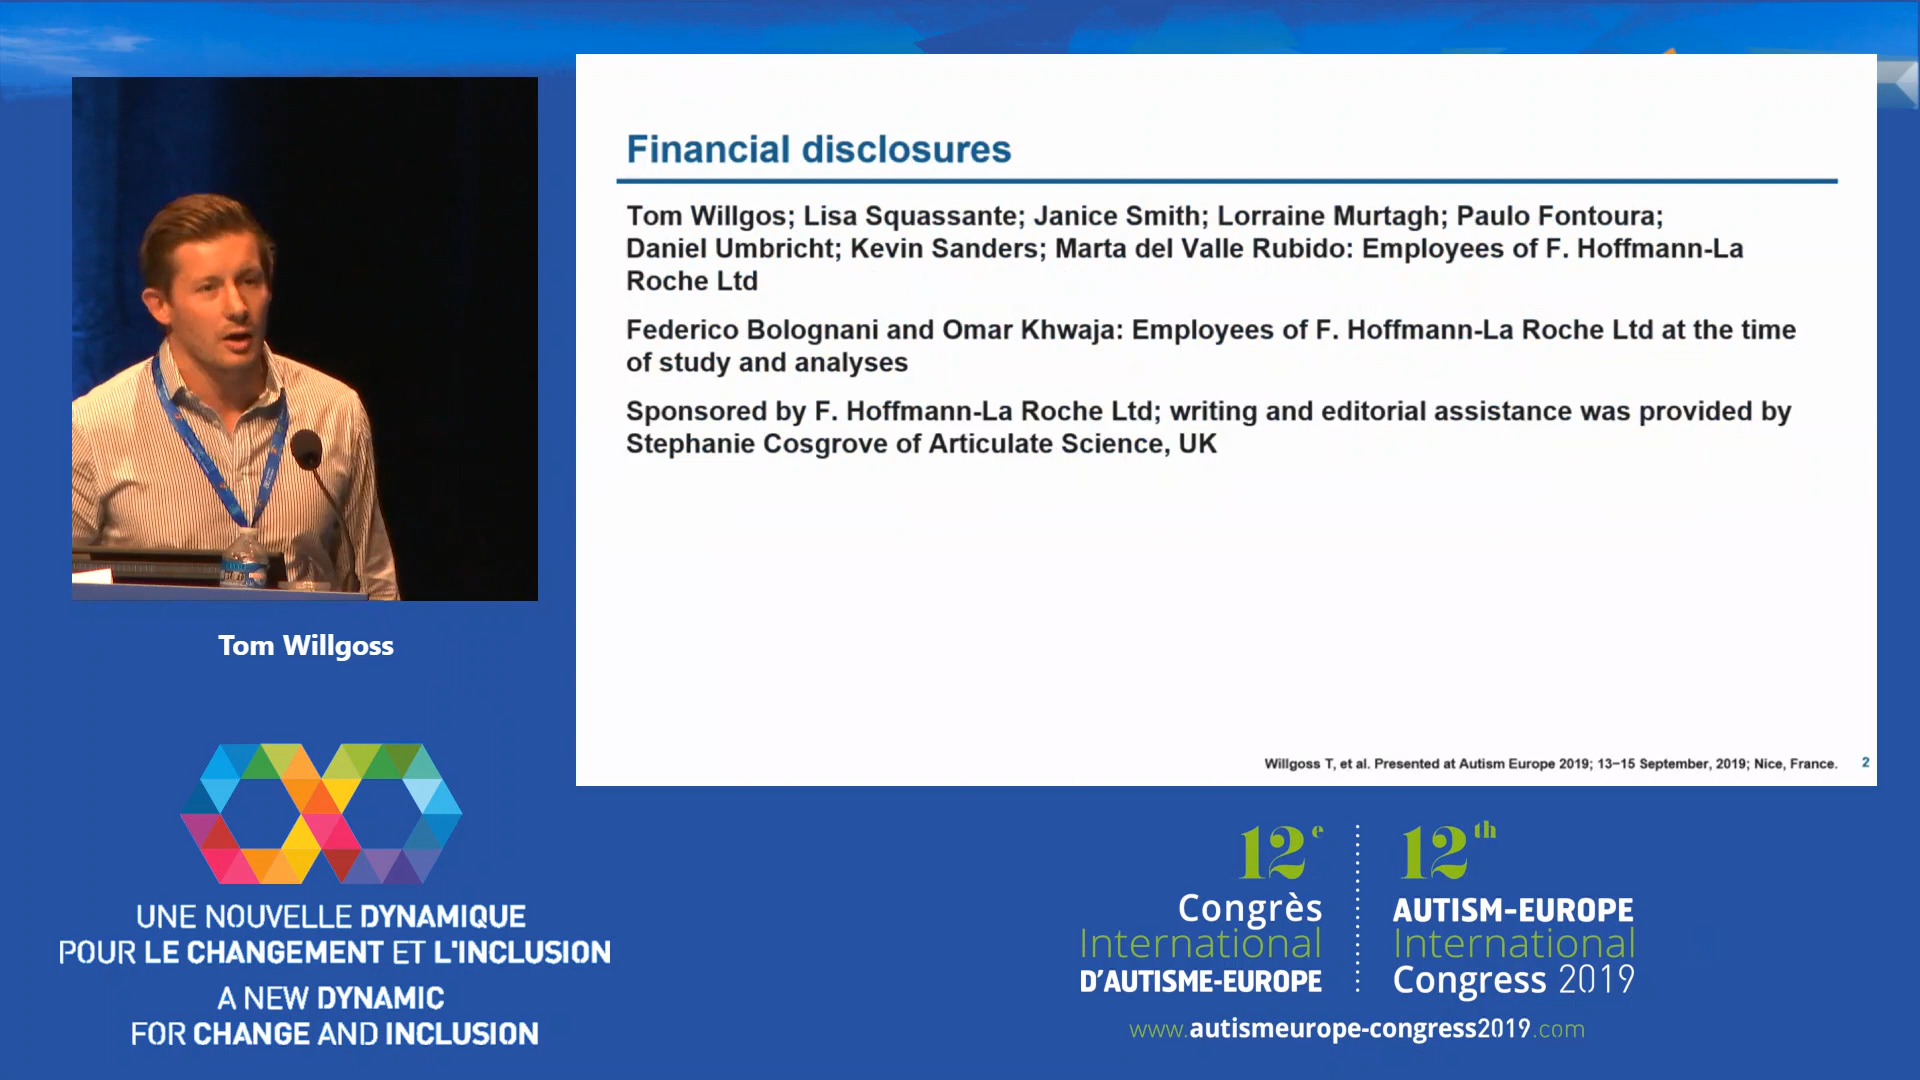 Financial disclosures
Tom Willgos; Lisa Squassante; Janice Smith; Lorraine Murtagh; Paulo Fontoura;
Daniel Umbricht; Kevin Sanders; Marta del Valle Rubido: Employees of F. Hoffmann-La
Roche Ltd
Federico Bolognani and Omar Khwaja: Employees of F. Hoffmann-La Roche Ltd at the time
of study and analyses
Sponsored by F. Hoffmann-La Roche Ltd; writing and editorial assistance was provided by
Stephanie Cosgrove of Articulate Science, UK
Willgoss T, et al. Presented at Autism Europe 2019; 13–15 September, 2019; Nice, France. 2
Tom Willgoss
UNE NOUVELLE DYNAMIQUE
POUR LE CHANGEMENT ET L'INCLUSION
A NEW DYNAMIC
FOR CHANGE AND INCLUSION
12e
Congrès
International
D'AUTISME-EUROPE
12th
AUTISM-EUROPE
International
Congress 2019
www.autismeurope-congress2019.com